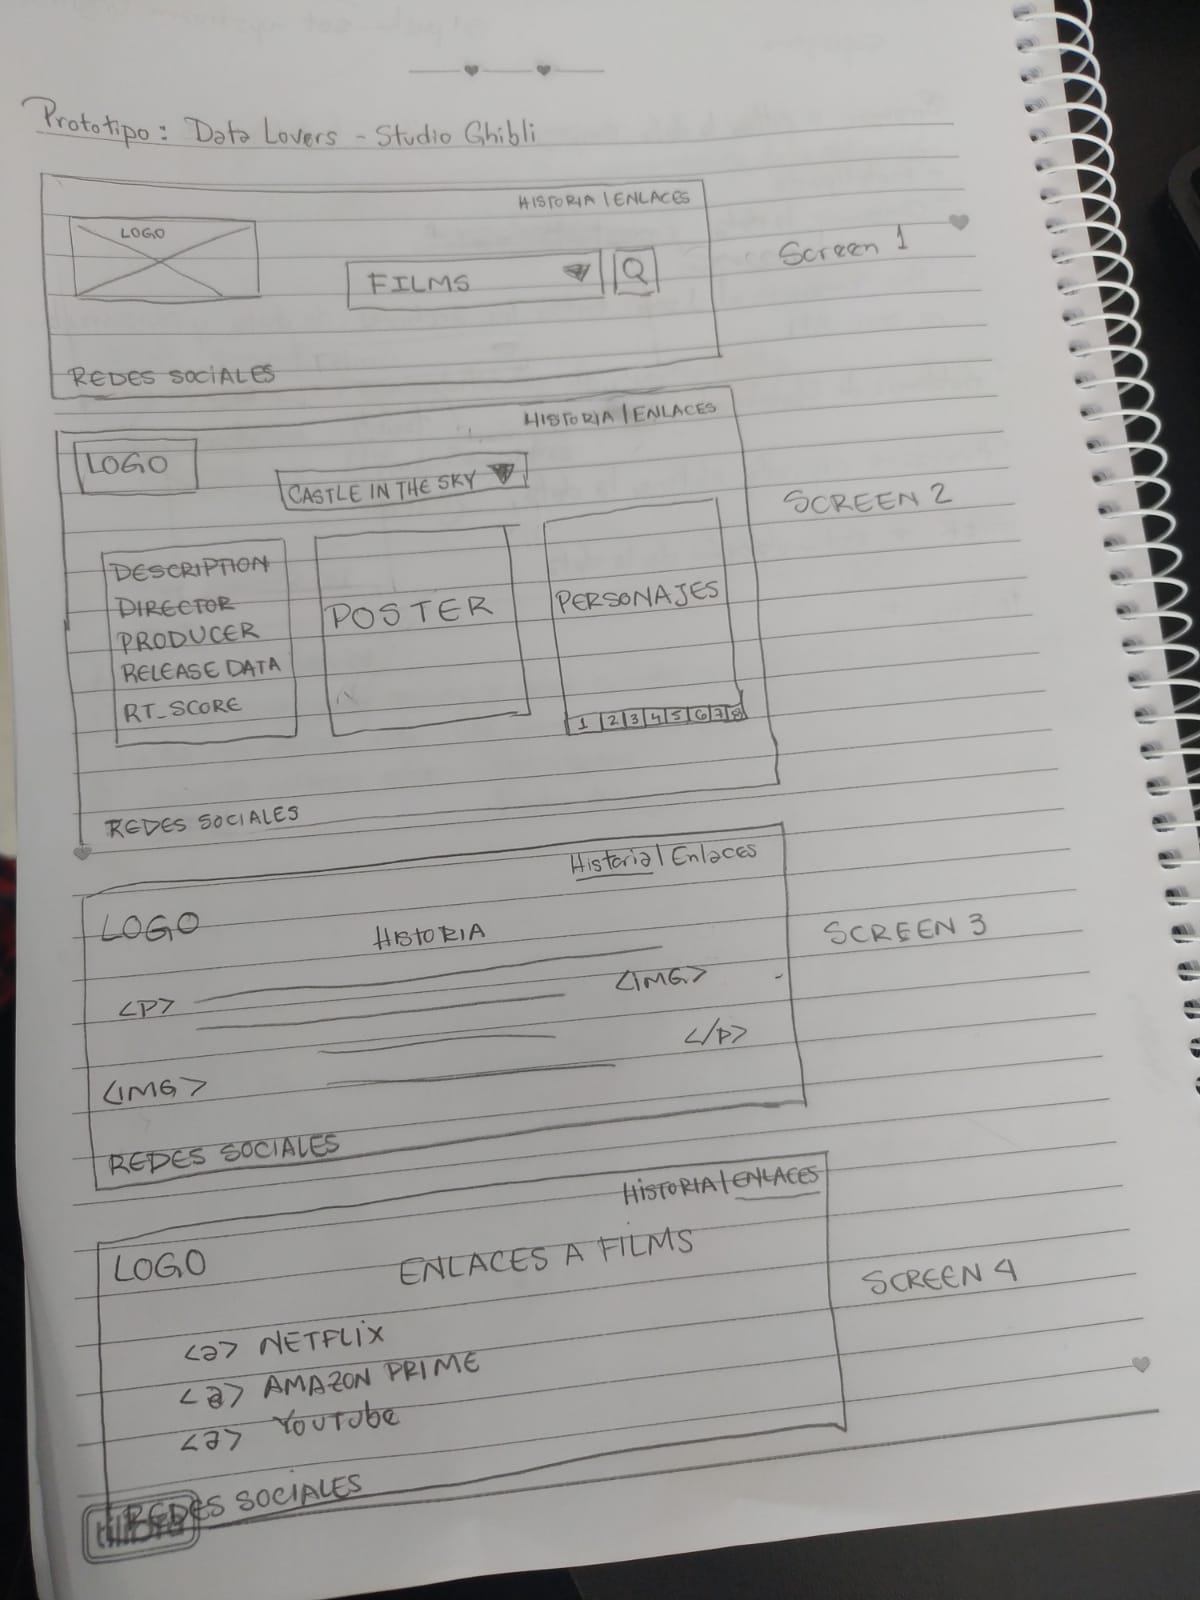 Prototipo: Data Lovers - Studio Ghibli
HISTORIA | ENLACES
LOGO
Screen 1
FILMS
REDES SOCIALES
HISTORIA | ENLACES
LOGO
CASTLE IN THE SKY
SCREEN 2
DESCRIPTION
DIRECTOR
PRODUCER
RELEASE DATA
RT_SCORE
POSTER
PERSONAJES
1 2 3 4 5 6 7 8
REDES SOCIALES
Historia | Enlaces
LOGO
HISTORIA
SCREEN 3
<P>
<IMG>
</P>
<IMG>
REDES SOCIALES
HISTORIA | ENLACES
LOGO
ENLACES A FILMS
SCREEN 4
<a> NETFLIX
<a> AMAZON PRIME
<a> YOUTUBE
REDES SOCIALES
tilibra